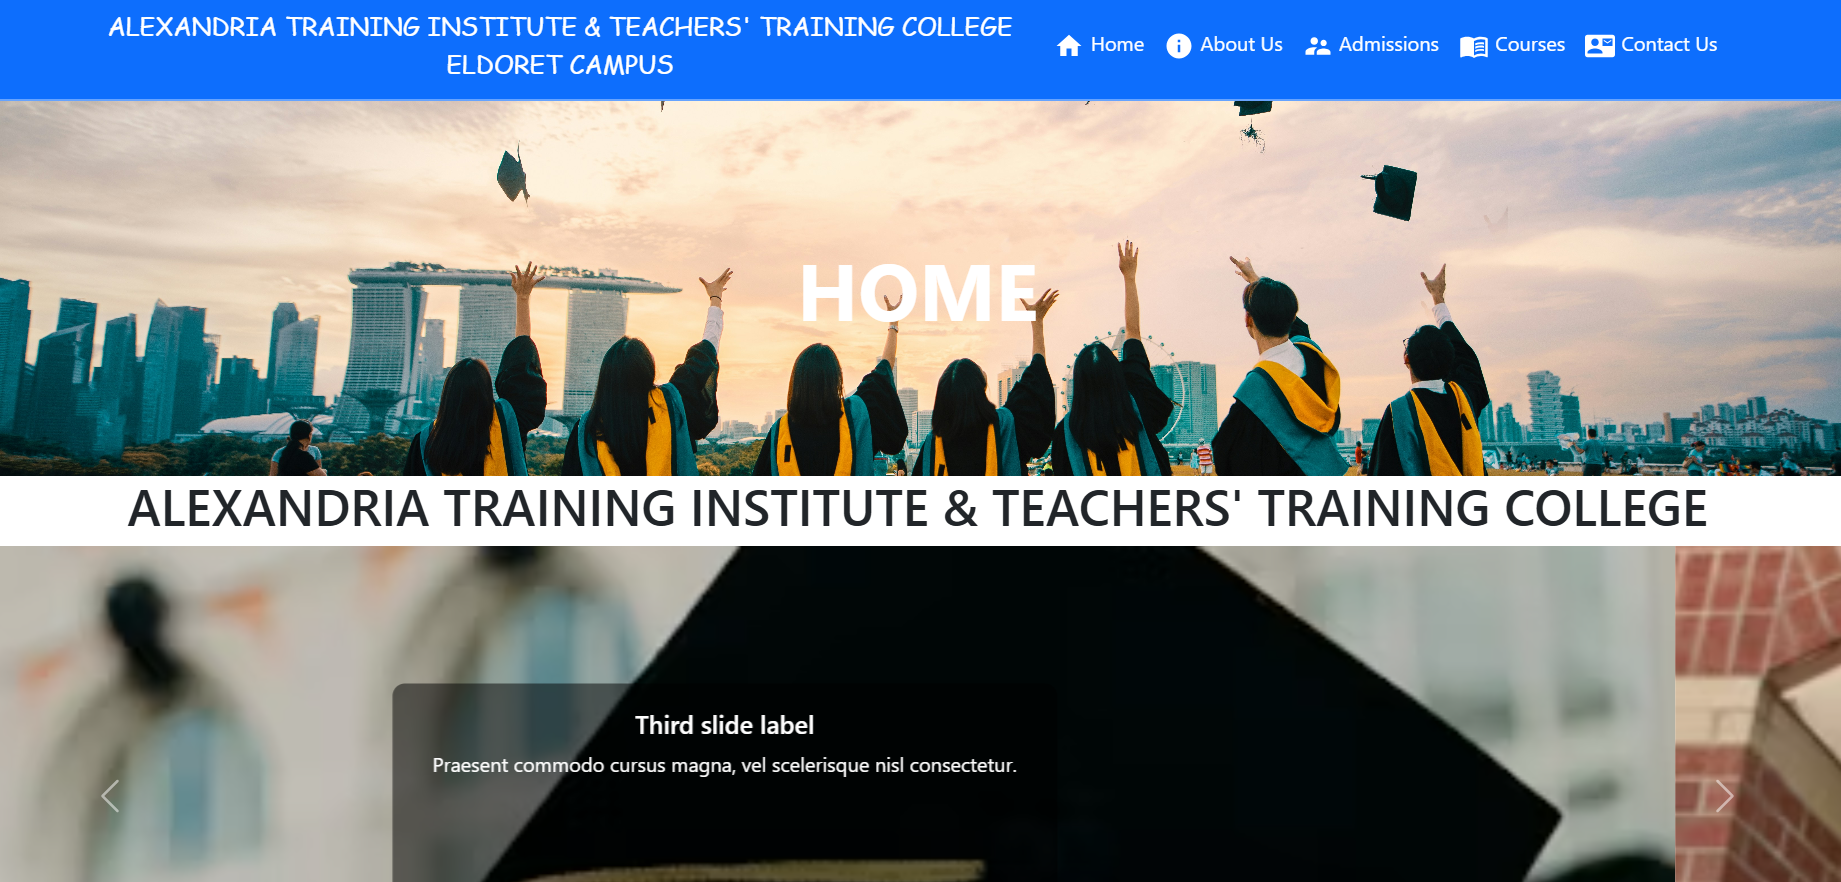 ALEXANDRIA TRAINING INSTITUTE & TEACHERS' TRAINING COLLEGE
ELDORET CAMPUS
Home About Us Admissions Courses Contact Us
HOME
ALEXANDRIA TRAINING INSTITUTE & TEACHERS' TRAINING COLLEGE
Third slide label
Praesent commodo cursus magna, vel scelerisque nisl consectetur.